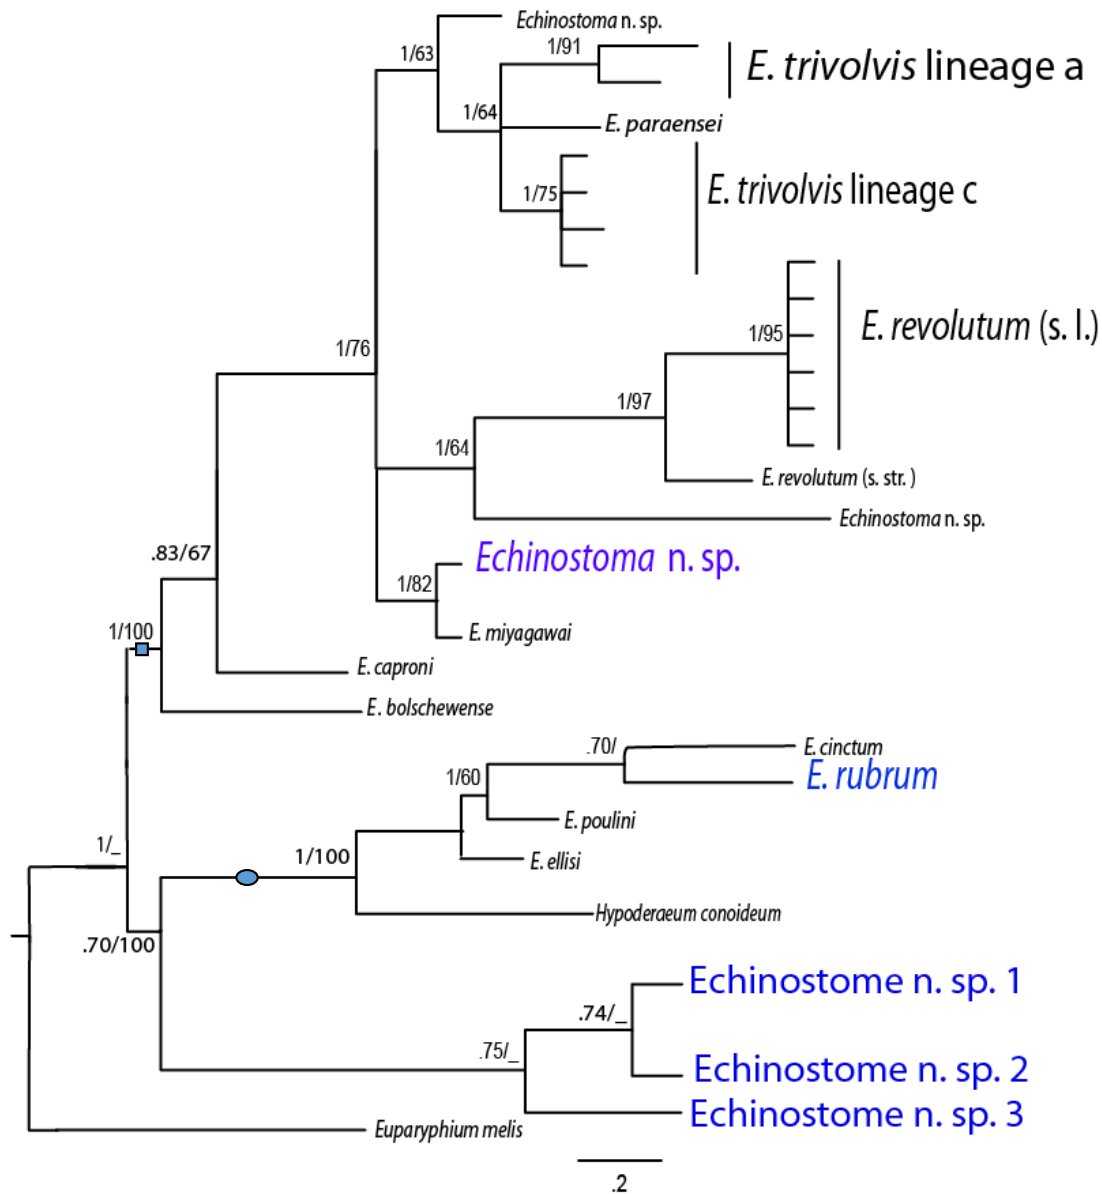 Echinostoma n. sp.
1/63
1/91
E. trivolvis lineage a
1/64
E. paraensei
1/75
E. trivolvis lineage c
1/95
E. revolutum (s. l.)
1/76
1/97
1/64
E. revolutum (s. str. )
Echinostoma n. sp.
.83/67
Echinostoma n. sp.
1/82
E. miyagawai
1/100
E. caproni
E. bolschewense
.70/
E. cinctum
E. rubrum
1/60
E. poulini
1/_
1/100
E. ellisi
Hypoderaeum conoideum
.70/100
Echinostome n. sp. 1
.74/_
.75/_
Echinostome n. sp. 2
Echinostome n. sp. 3
Euparyphium melis
.2